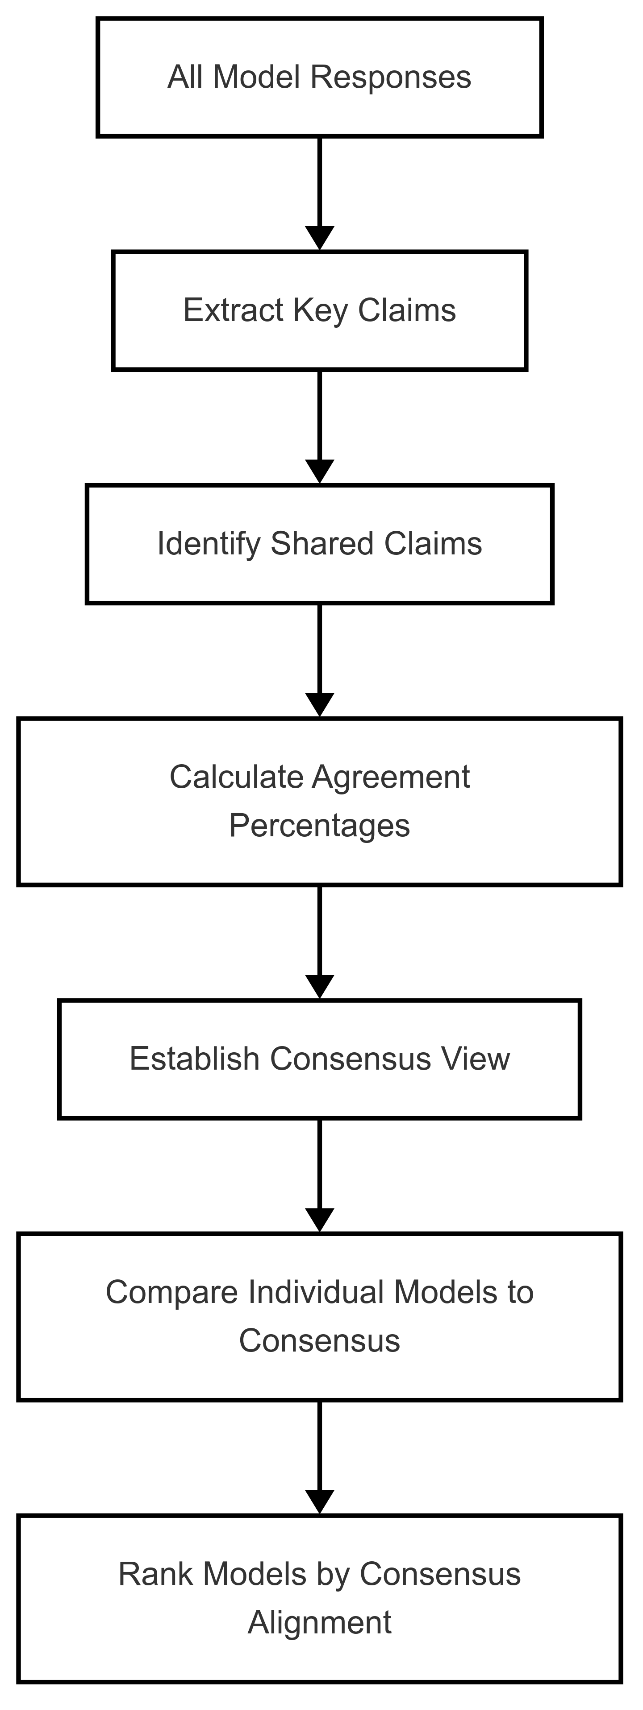 All Model Responses
Extract Key Claims
Identify Shared Claims
Calculate Agreement
Percentages
Establish Consensus View
Compare Individual Models to
Consensus
Rank Models by Consensus
Alignment